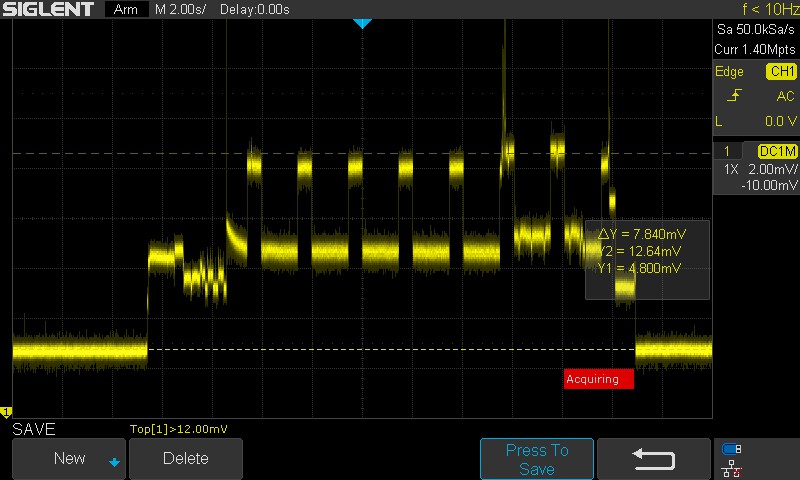 SIGLENT Arm M 2.00s/ Delay:0.00s f < 10Hz
Sa 50.0kSa/s
Curr 1.40Mpts
Edge CH1
AC
L 0.0 V
1 DC1M
1X 2.00mV/
-10.00mV
ΔY = 7.840mV
Y2 = 12.64mV
Y1 = 4.800mV
Acquiring
1
SAVE Top[1]>12.00mV
New Delete Press To Save